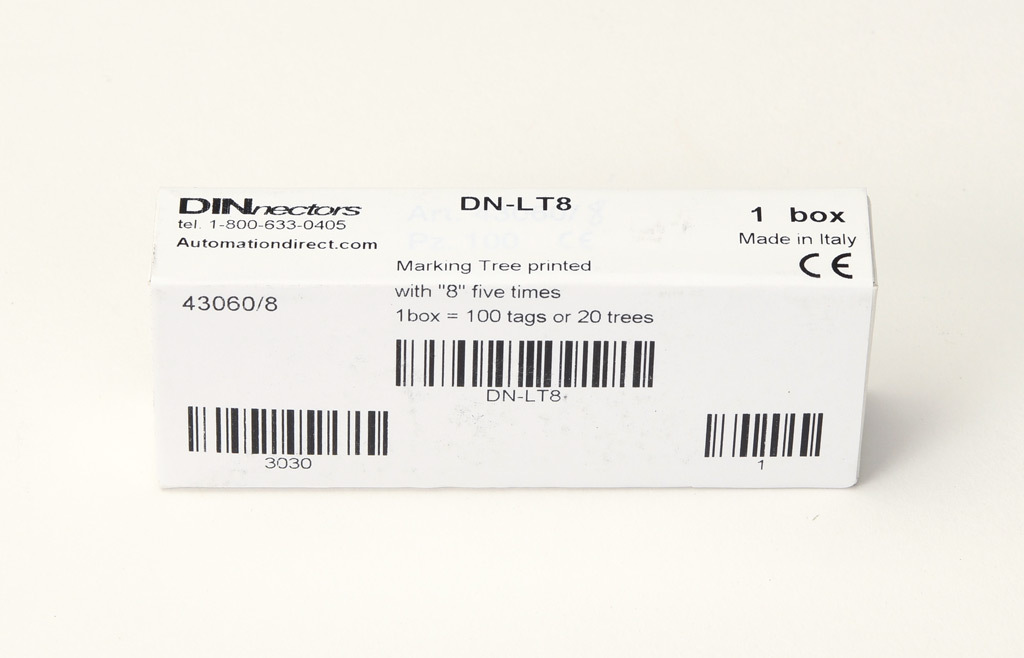 DINnectors
tel. 1-800-633-0405
Automationdirect.com
DN-LT8
1 box
Made in Italy
CE
Marking Tree printed
with "8" five times
1box = 100 tags or 20 trees
43060/8
DN-LT8
3030
1